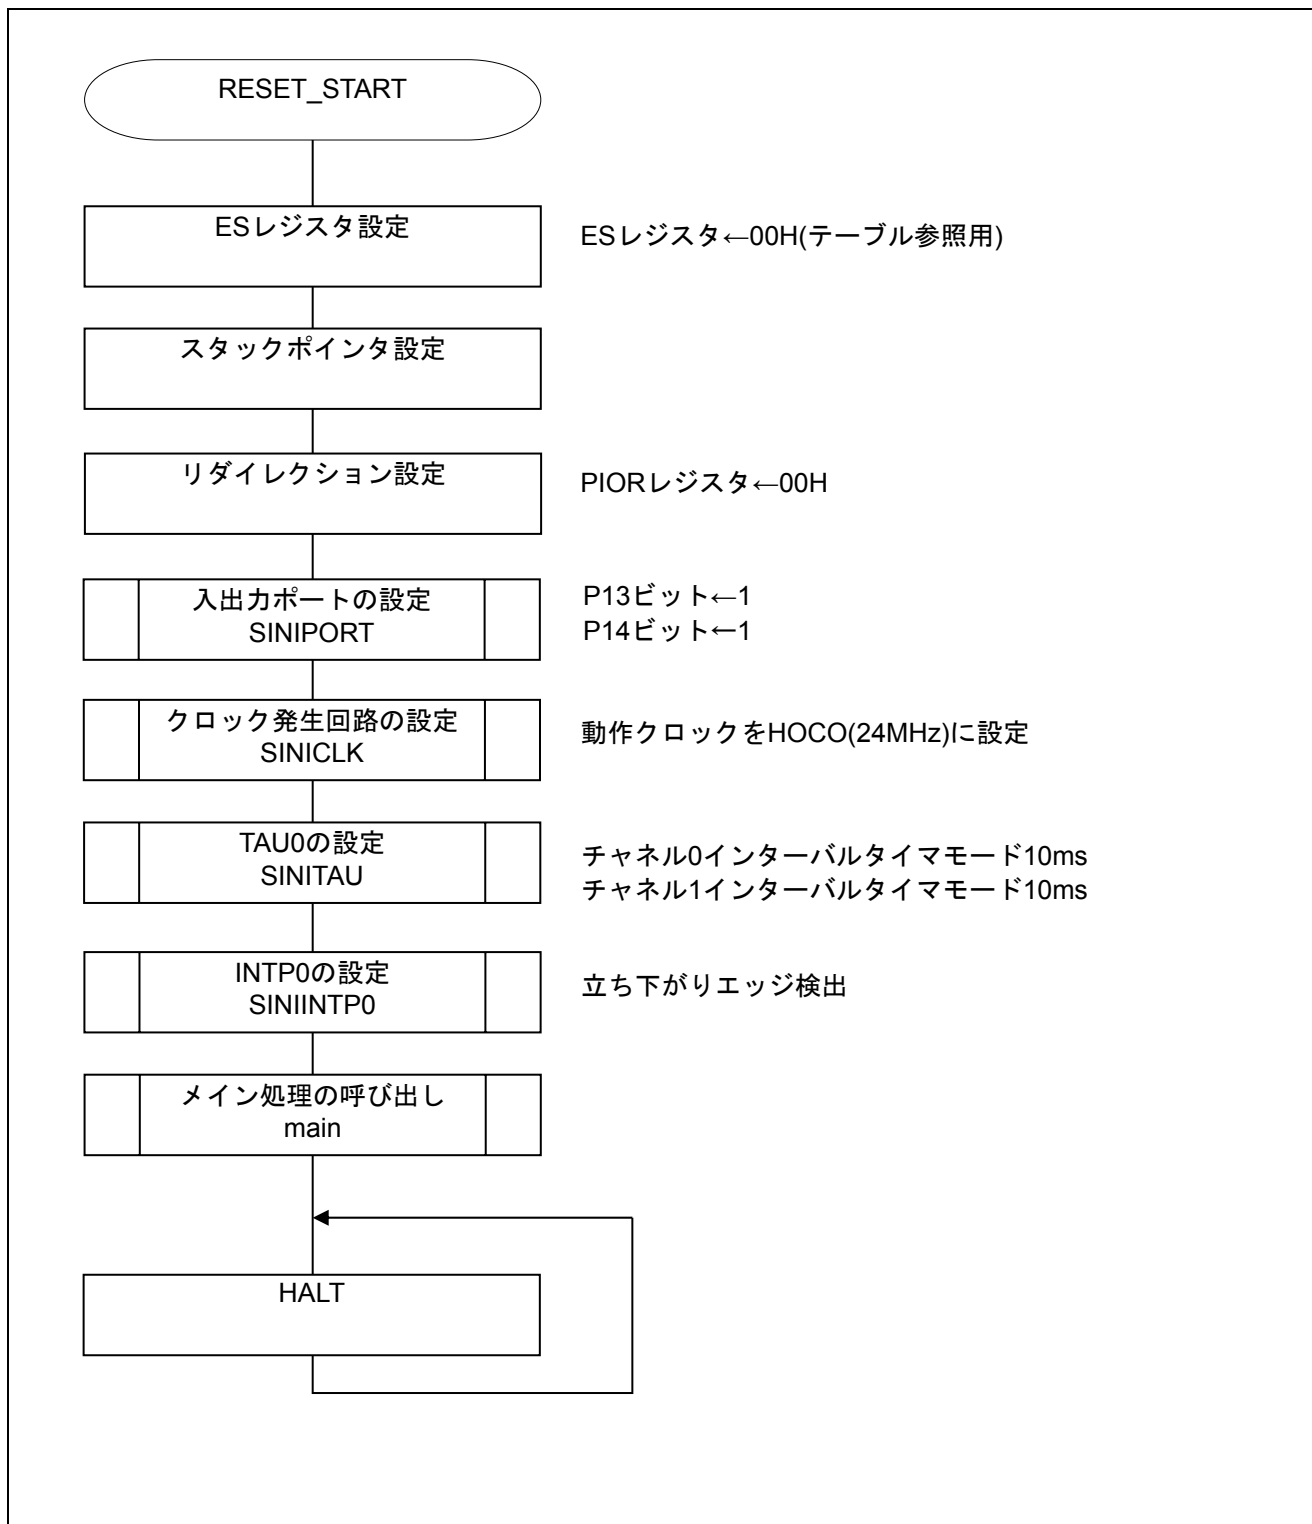 RESET_START
ESレジスタ設定
ESレジスタ←00H(テーブル参照用)
スタックポインタ設定
リダイレクション設定
PIORレジスタ←00H
入出力ポートの設定
SINIPORT
P13ビット←1
P14ビット←1
クロック発生回路の設定
SINICLK
動作クロックをHOCO(24MHz)に設定
TAU0の設定
SINITAU
チャネル0インターバルタイマモード10ms
チャネル1インターバルタイマモード10ms
INTP0の設定
SINIINTP0
立ち下がりエッジ検出
メイン処理の呼び出し
main
HALT